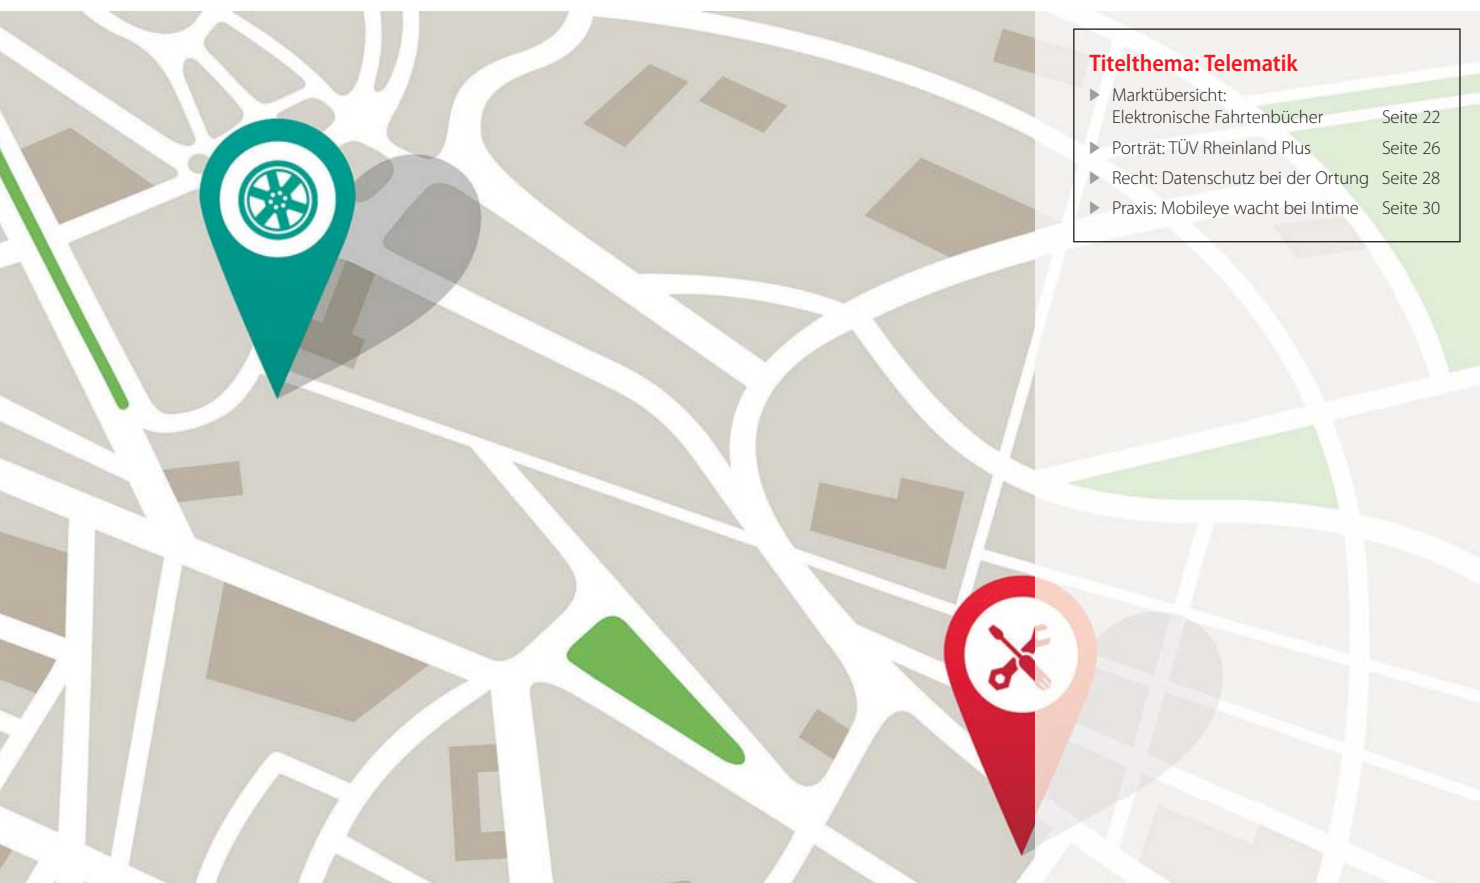 Titelthema: Telematik
Marktübersicht:
Elektronische Fahrtenbücher Seite 22
Porträt: TÜV Rheinland Plus Seite 26
Recht: Datenschutz bei der Ortung Seite 28
Praxis: Mobileye wacht bei Intime Seite 30